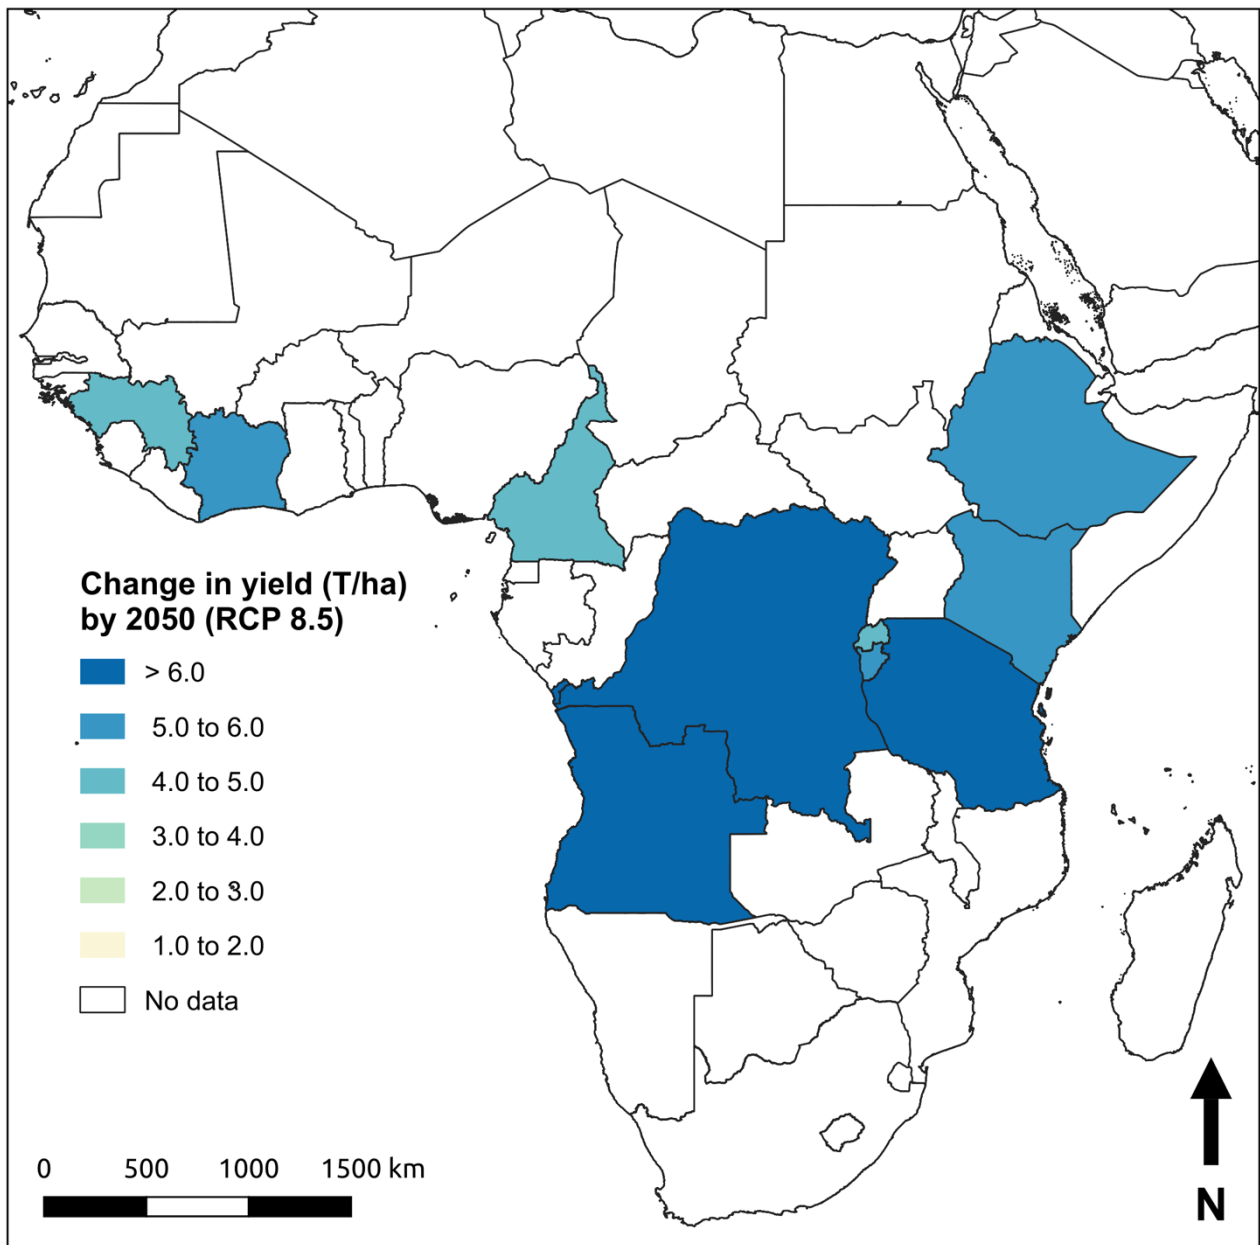 Change in yield (T/ha)
by 2050 (RCP 8.5)
> 6.0
5.0 to 6.0
4.0 to 5.0
3.0 to 4.0
2.0 to 3.0
1.0 to 2.0
No data
0 500 1000 1500 km
N